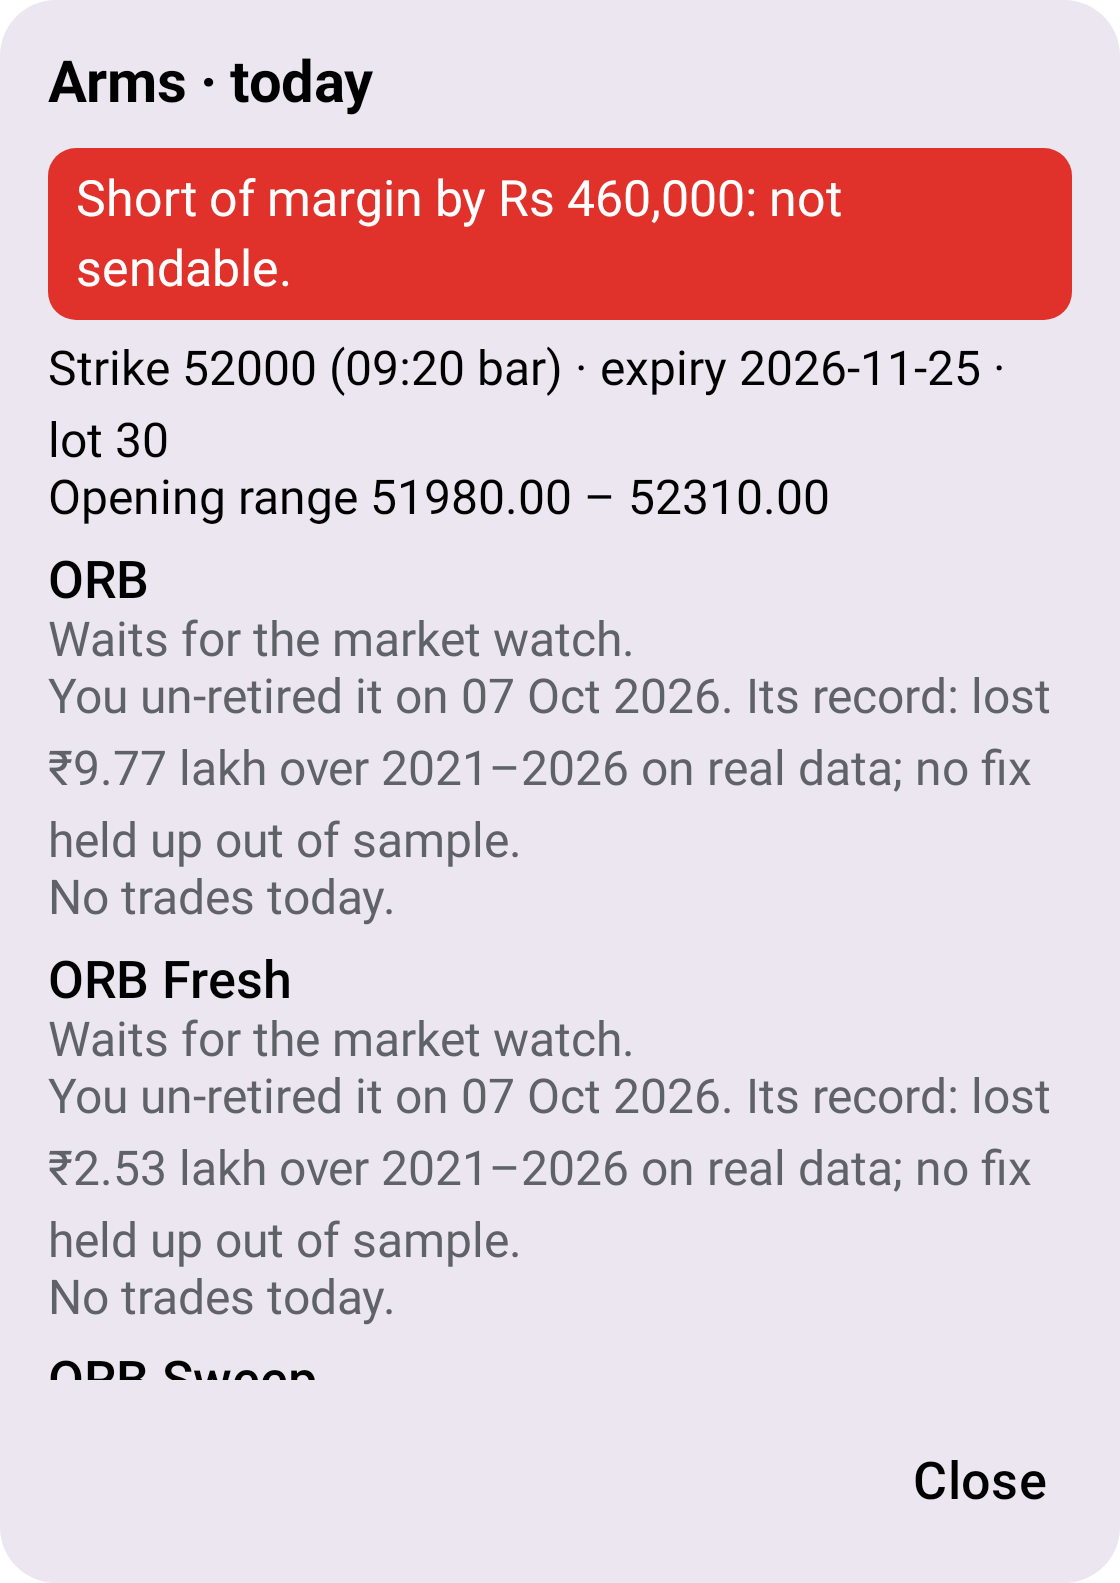 Arms · today
Short of margin by Rs 460,000: not
sendable.
Strike 52000 (09:20 bar) · expiry 2026-11-25 ·
lot 30
Opening range 51980.00 – 52310.00
ORB
Waits for the market watch.
You un-retired it on 07 Oct 2026. Its record: lost
₹9.77 lakh over 2021–2026 on real data; no fix
held up out of sample.
No trades today.
ORB Fresh
Waits for the market watch.
You un-retired it on 07 Oct 2026. Its record: lost
₹2.53 lakh over 2021–2026 on real data; no fix
held up out of sample.
No trades today.
ORB Sweep
Close